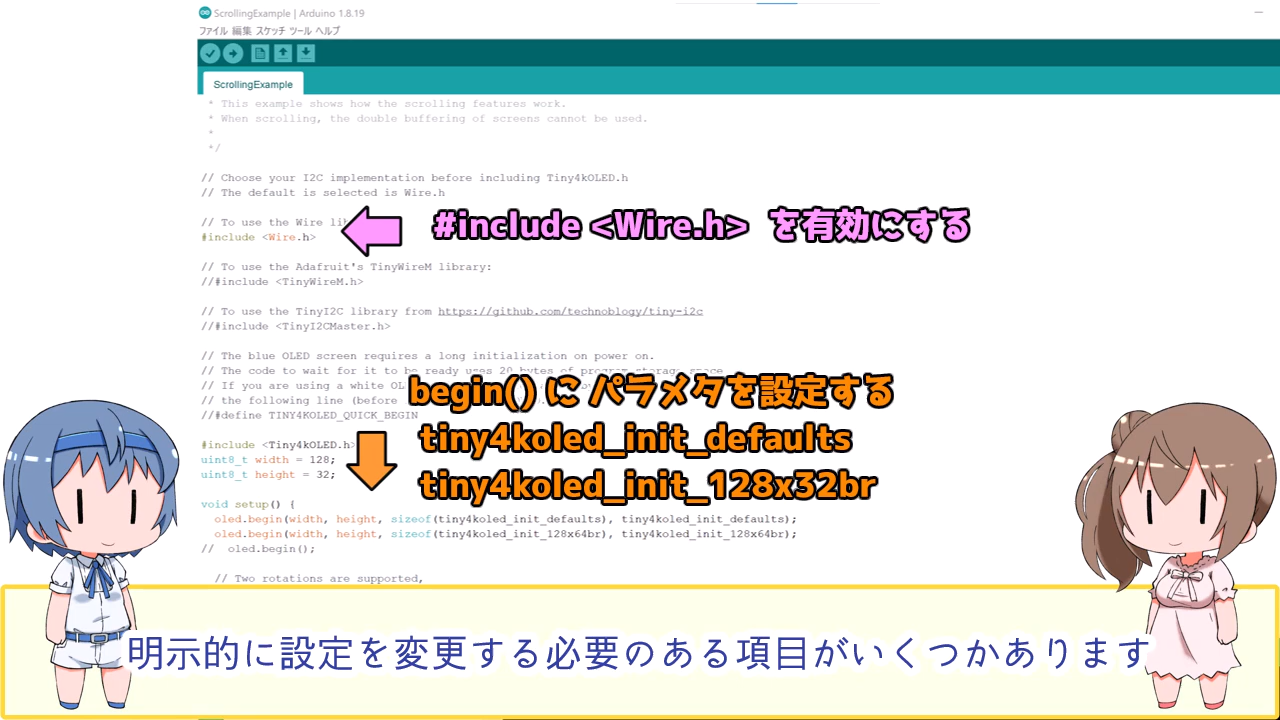 ScrollingExample | Arduino 1.8.19
ファイル 編集 スケッチ ツール ヘルプ
ScrollingExample
* This example shows how the scrolling features work.
* When scrolling, the double buffering of screens cannot be used.
*
*/
// Choose your I2C implementation before including Tiny4kOLED.h
// The default is selected is Wire.h
// To use the Wire
#include <Wire.h>
#include <Wire.h> を有効にする
// To use the Adafruit's TinyWireM library:
//#include <TinyWireM.h>
// To use the TinyI2C library from https://github.com/technoblogy/tiny-i2c
//#include <TinyI2CMaster.h>
// The blue OLED screen requires a long initialization on power on.
// The code to wait for it to be ready uses 20 bytes of program storage space
// If you are using a white
// the following line (before
//#define TINY4KOLED_QUICK_BEGIN
begin() に パラメタを設定する
tiny4koled_init_defaults
tiny4koled_init_128x32br
#include <Tiny4kOLED.h>
uint8_t width = 128;
uint8_t height = 32;
void setup() {
oled.begin(width, height, sizeof(tiny4koled_init_defaults), tiny4koled_init_defaults);
oled.begin(width, height, sizeof(tiny4koled_init_128x64br), tiny4koled_init_128x64br);
// oled.begin();
// Two rotations are supported,
明示的に設定を変更する必要のある項目がいくつかあります